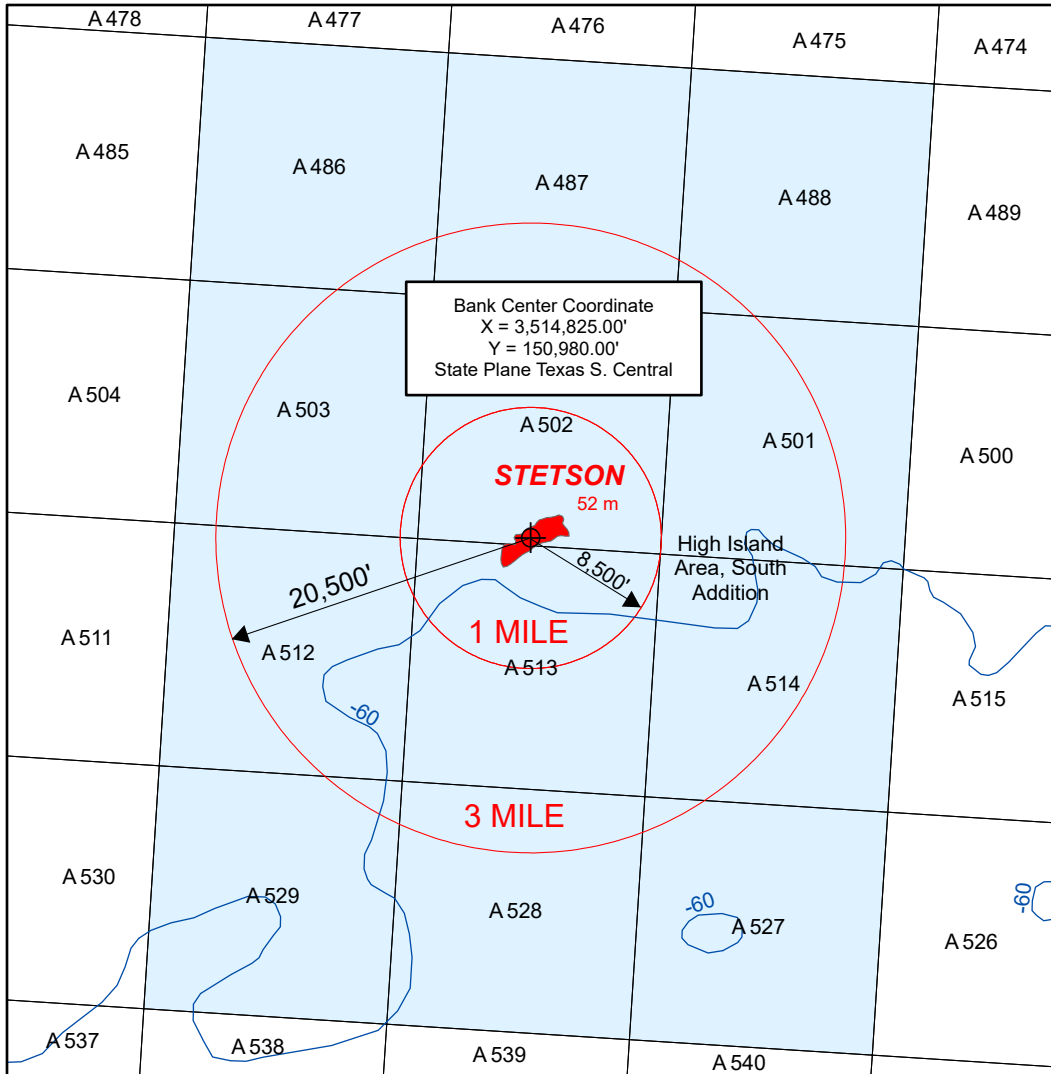 A 478
A 477
A 476
A 475
A 474
A 485
A 486
A 487
A 488
A 489
Bank Center Coordinate
X = 3,514,825.00'
Y = 150,980.00'
State Plane Texas S. Central
A 504
A 503
A 502
A 501
A 500
STETSON
52 m
High Island
Area, South
Addition
20,500'
8,500'
1 MILE
A 511
A 512
A 513
A 514
A 515
-60
3 MILE
A 530
A 529
A 528
-60
A 527
-60
A 526
A 537
A 538
A 539
A 540